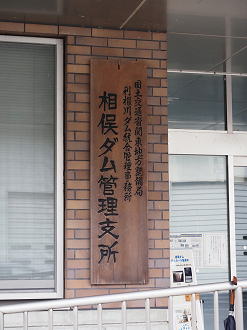 国土交通省関東地方整備局
利根川ダム統合管理事務所
相俣ダム管理支所